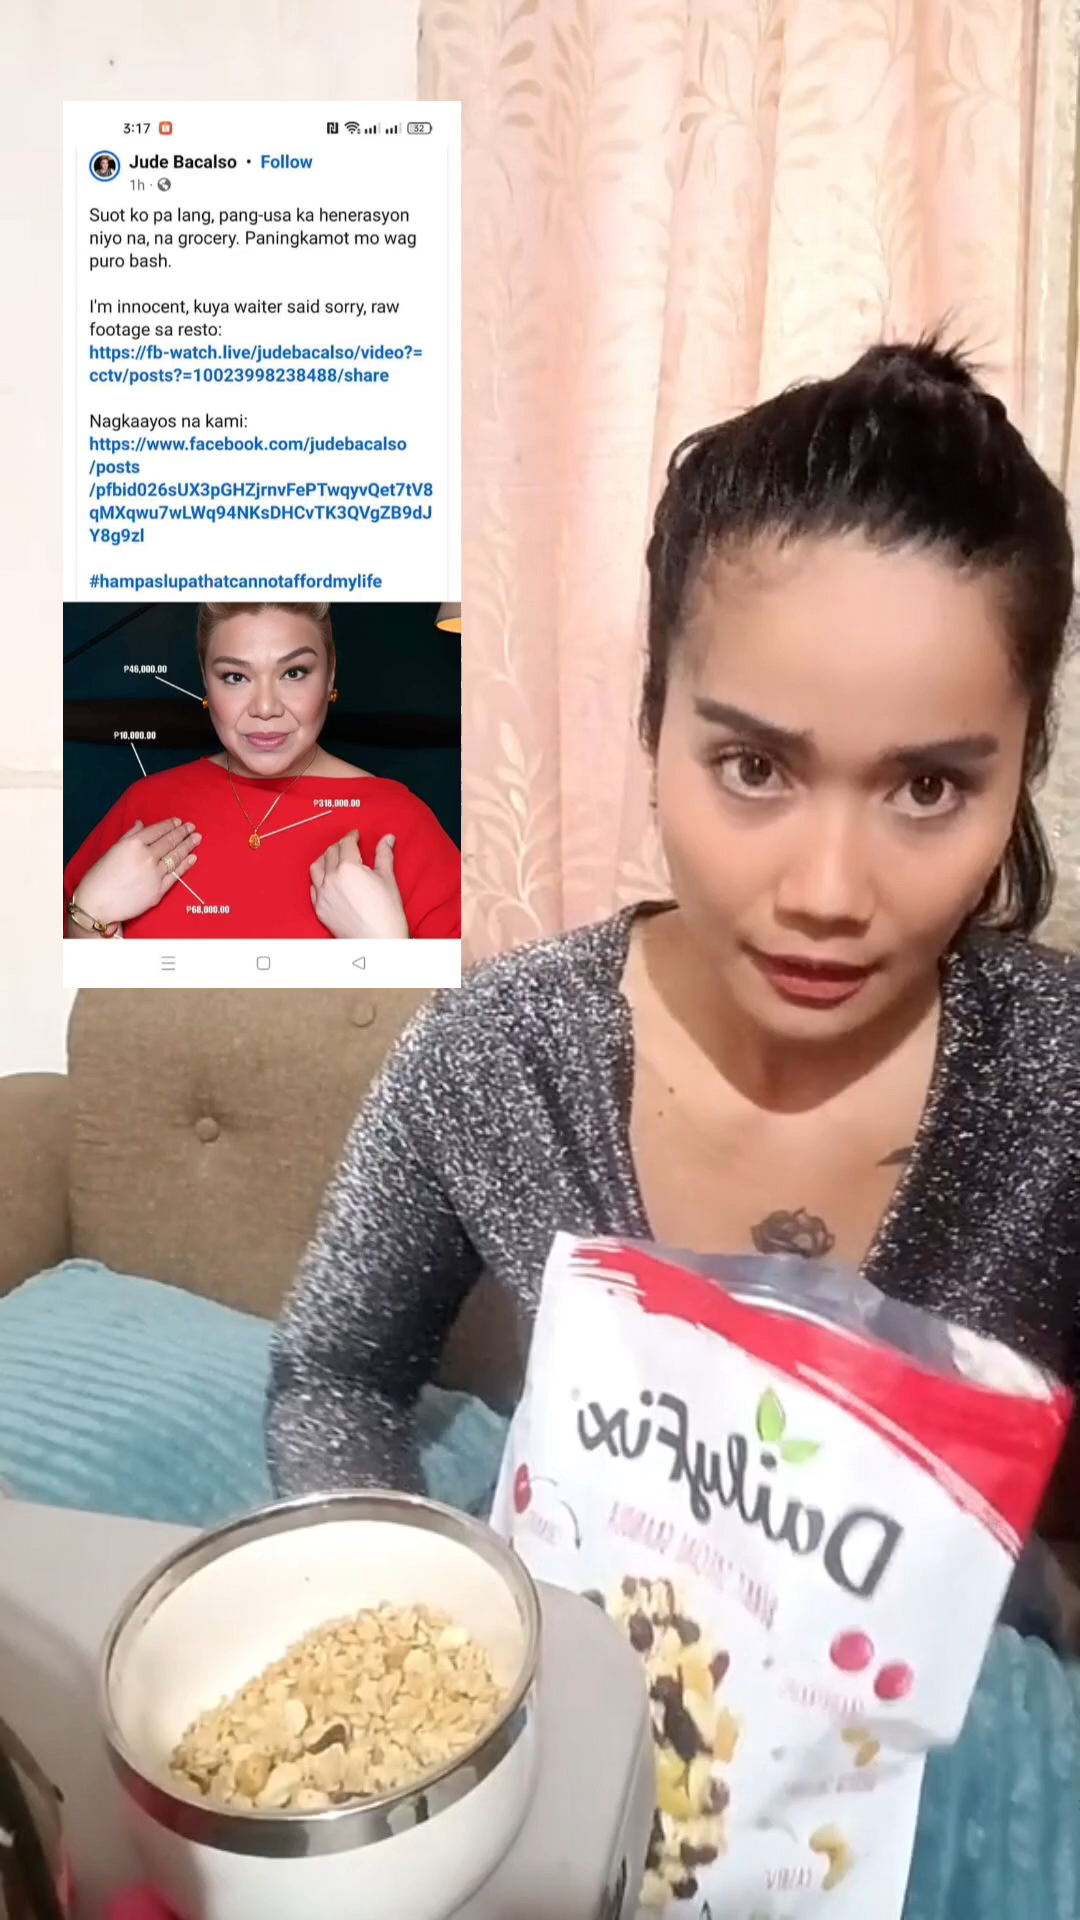 3:17
52
Jude Bacalso • Follow
1h
Suot ko pa lang, pang-usa ka henerasyon
niyo na, na grocery. Paningkamot mo wag
puro bash.
I'm innocent, kuya waiter said sorry, raw
footage sa resto:
https://fb-watch.live/judebacalso/video?=
cctv/posts?=10023998238488/share
Nagkaayos na kami:
https://www.facebook.com/judebacalso
/posts
/pfbid026sUX3pGHZjrnvFePTwqyvQet7tV8
qMXqwu7wLWq94NKsDHCvTK3QVgZB9dJ
Y8g9zl
#hampaslupathatcannotaffordmylife
₱46,000.00
₱10,000.00
₱318,000.00
₱68,000.00
DailyFix